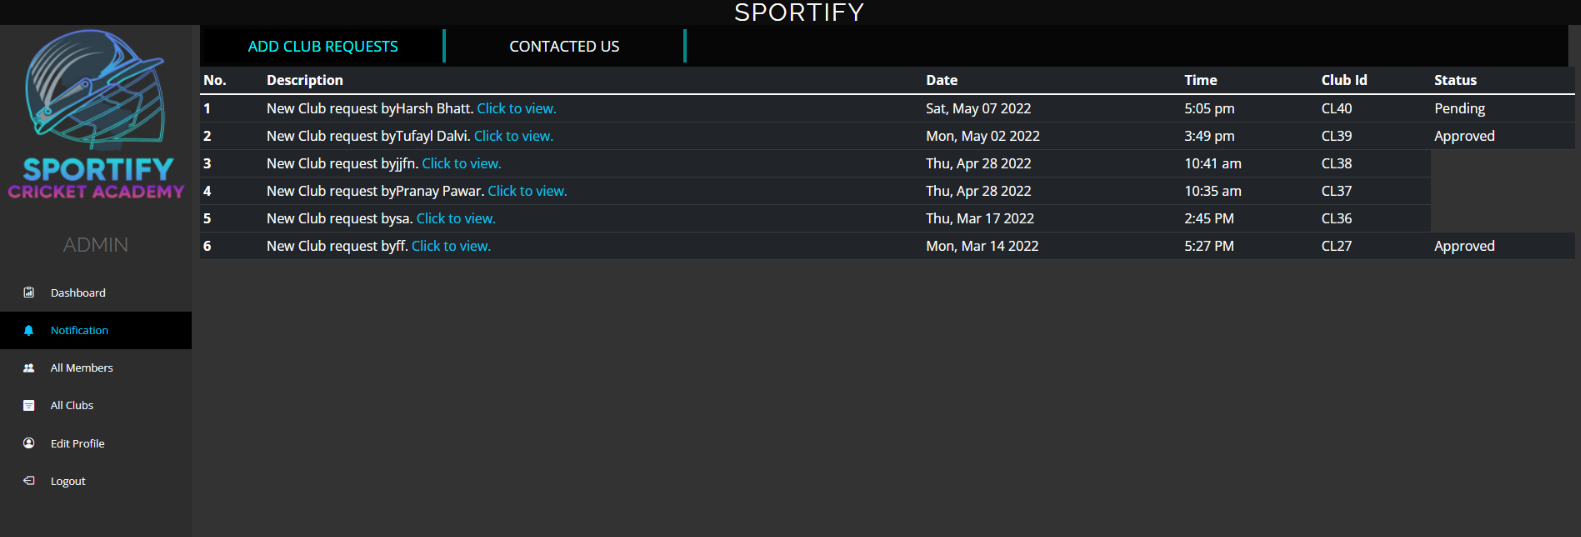 SPORTIFY
SPORTIFY
CRICKET ACADEMY
ADMIN
Dashboard
Notification
All Members
All Clubs
Edit Profile
Logout
ADD CLUB REQUESTS CONTACTED US
No. Description Date Time Club Id Status
1 New Club request byHarsh Bhatt. Click to view. Sat, May 07 2022 5:05 pm CL40 Pending
2 New Club request byTufayl Dalvi. Click to view. Mon, May 02 2022 3:49 pm CL39 Approved
3 New Club request byjjfn. Click to view. Thu, Apr 28 2022 10:41 am CL38
4 New Club request byPranay Pawar. Click to view. Thu, Apr 28 2022 10:35 am CL37
5 New Club request bysa. Click to view. Thu, Mar 17 2022 2:45 PM CL36
6 New Club request byff. Click to view. Mon, Mar 14 2022 5:27 PM CL27 Approved